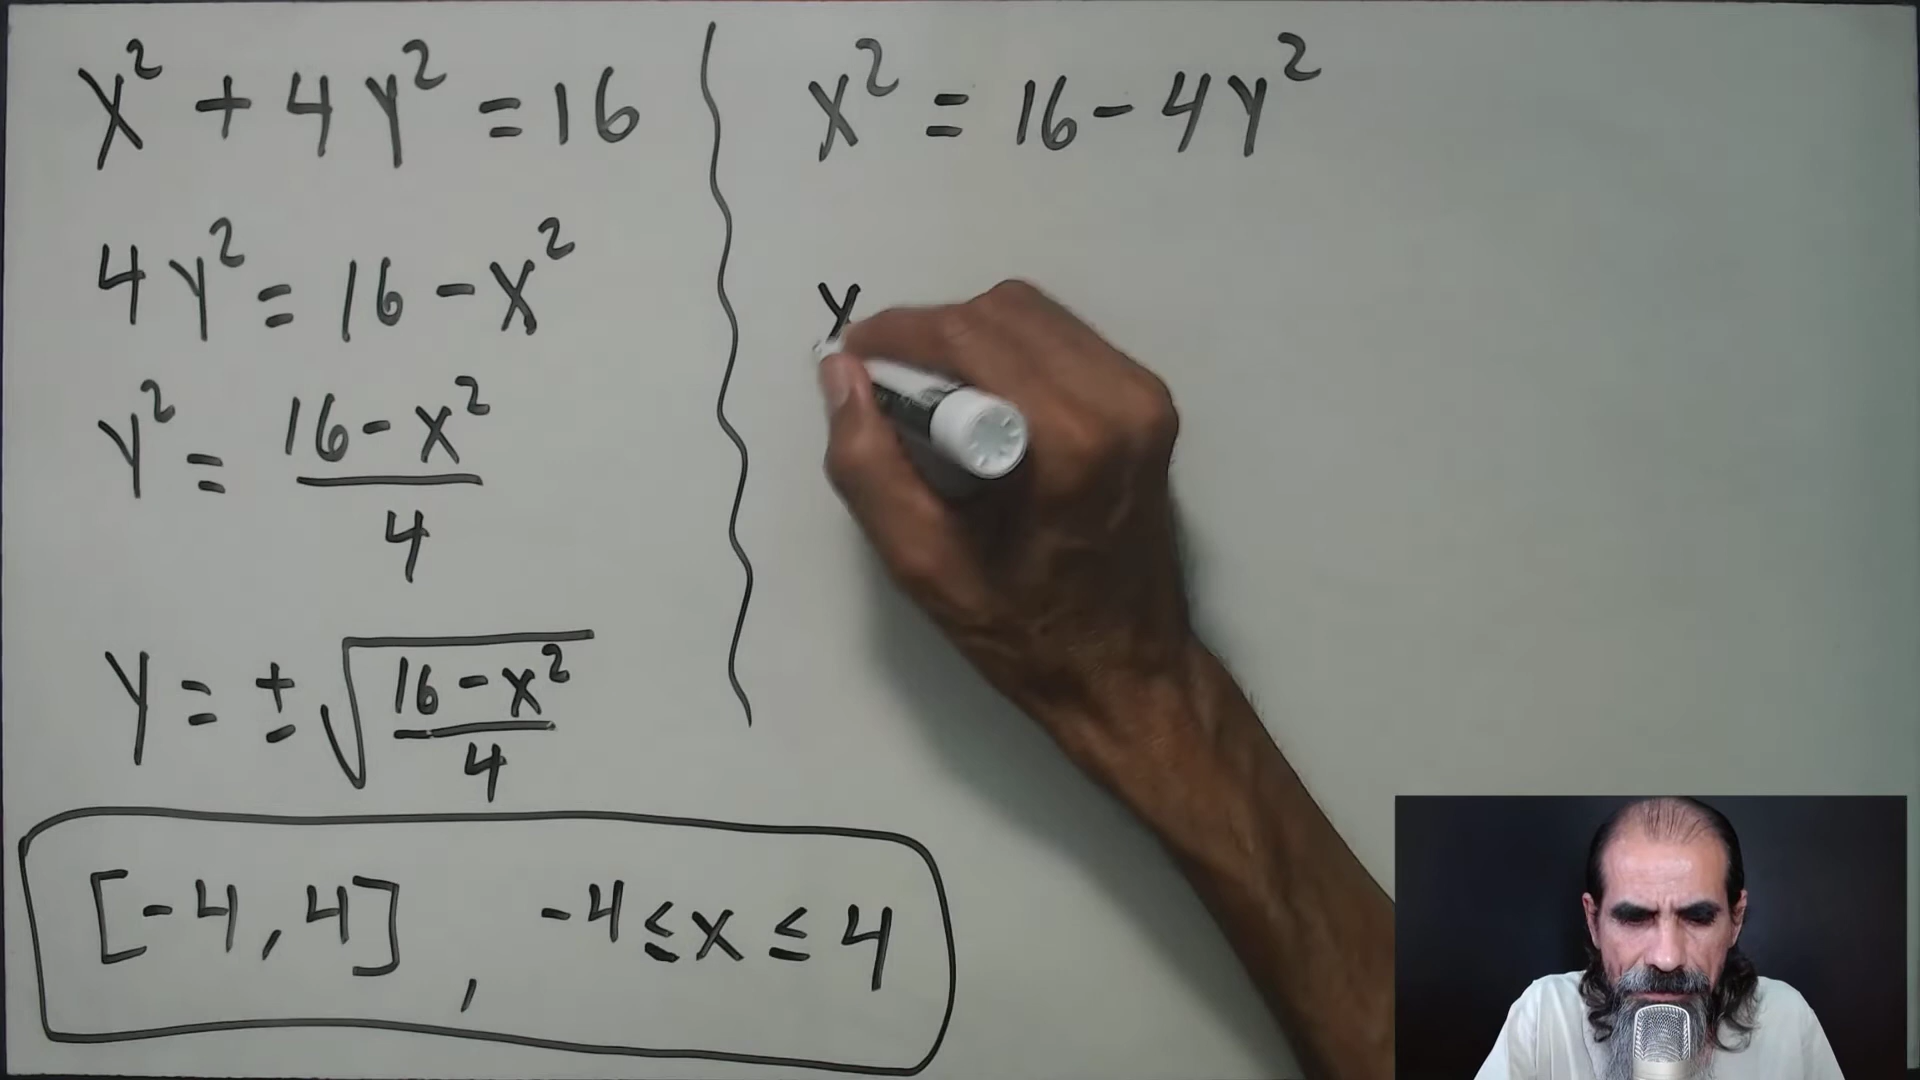 x² + 4y² = 16
4y² = 16 - x²
y² = (16 - x²)/4
y = ± √((16 - x²)/4)
[-4, 4] , -4 ≤ x ≤ 4
x² = 16 - 4y²
x